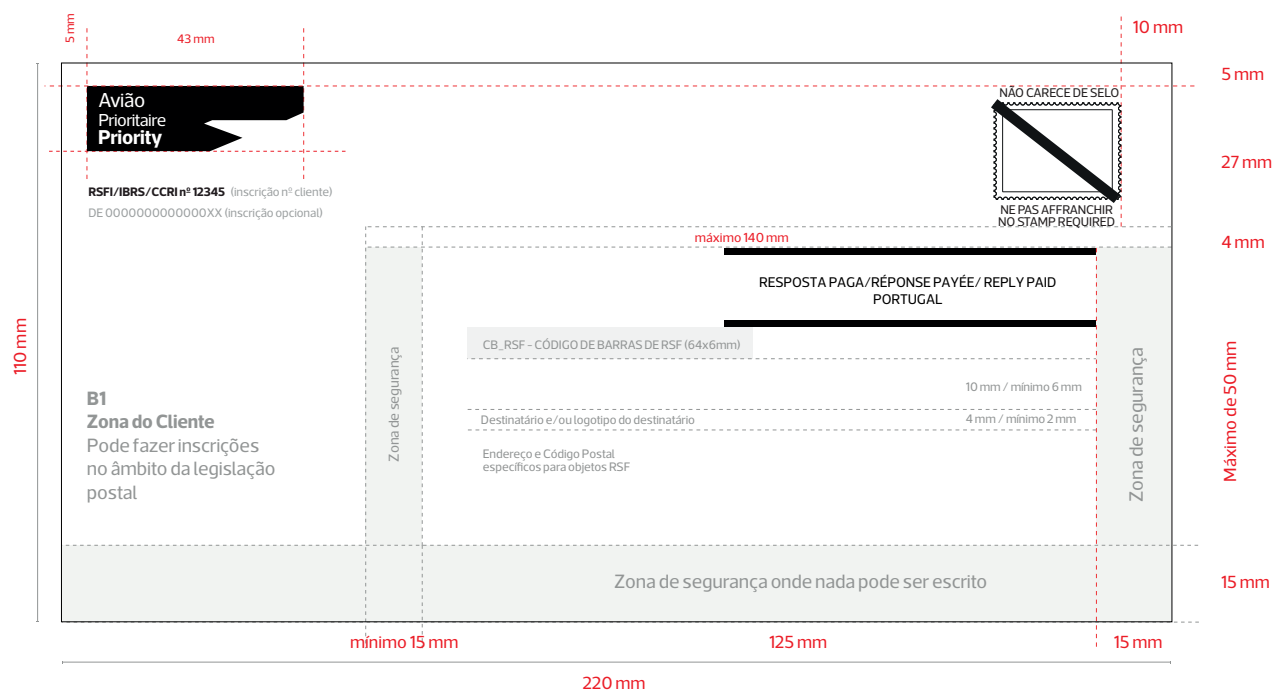 10 mm
5 mm
43 mm
5 mm
Avião
Prioritaire
Priority
NÃO CARECE DE SELO
27 mm
RSFI/IBRS/CCRI nº 12345 (inscrição nº cliente)
DE 0000000000000XX (inscrição opcional)
NE PAS AFFRANCHIR
NO STAMP REQUIRED
máximo 140 mm
4 mm
RESPOSTA PAGA/RÉPONSE PAYÉE/ REPLY PAID
PORTUGAL
110 mm
CB_RSF - CÓDIGO DE BARRAS DE RSF (64x6mm)
Zona de segurança
10 mm / mínimo 6 mm
Destinatário e/ou logotipo do destinatário
4 mm / mínimo 2 mm
Endereço e Código Postal
específicos para objetos RSF
B1
Zona do Cliente
Pode fazer inscrições
no âmbito da legislação
postal
Zona de segurança
Máximo de 50 mm
Zona de segurança onde nada pode ser escrito
15 mm
mínimo 15 mm
125 mm
15 mm
220 mm